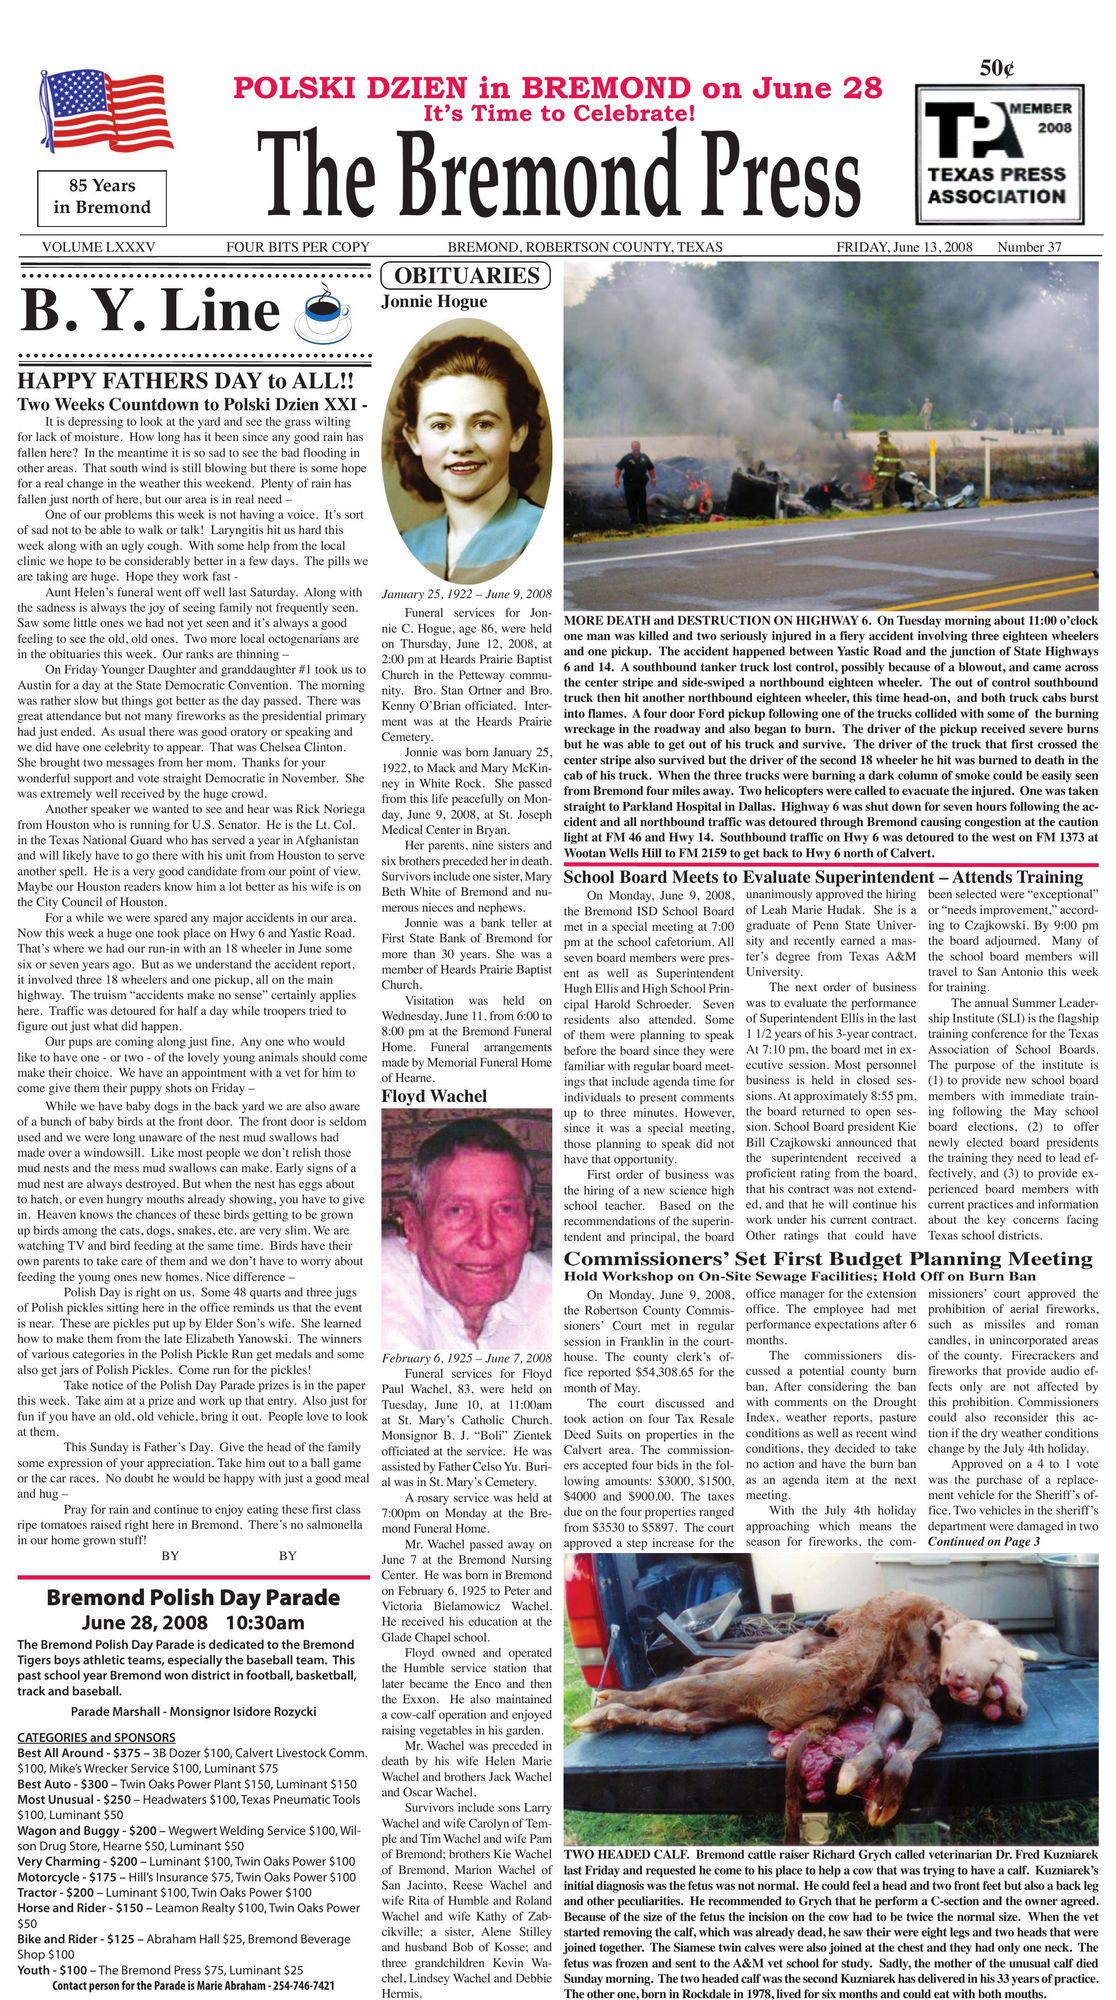 POLSKI DZIEN in BREMOND on June 28
It's Time to Celebrate!
The Bremond Press
85 Years
in Bremond
50¢
TPA MEMBER
2008
TEXAS PRESS
ASSOCIATION
VOLUME LXXXV FOUR BITS PER COPY BREMOND, ROBERTSON COUNTY, TEXAS FRIDAY, June 13, 2008 Number 37
B. Y. Line
HAPPY FATHERS DAY to ALL!!
Two Weeks Countdown to Polski Dzien XXI -
It is depressing to look at the yard and see the grass wilting
for lack of moisture. How long has it been since any good rain has
fallen here? In the meantime it is so sad to see the bad flooding in
other areas. That south wind is still blowing but there is some hope
for a real change in the weather this weekend. Plenty of rain has
fallen just north of here, but our area is in real need –
One of our problems this week is not having a voice. It's sort
of sad not to be able to walk or talk! Laryngitis hit us hard this
week along with an ugly cough. With some help from the local
clinic we hope to be considerably better in a few days. The pills we
are taking are huge. Hope they work fast -
Aunt Helen's funeral went off well last Saturday. Along with
the sadness is always the joy of seeing family not frequently seen.
Saw some little ones we had not yet seen and it's always a good
feeling to see the old, old ones. Two more local octogenarians are
in the obituaries this week. Our ranks are thinning –
On Friday Younger Daughter and granddaughter #1 took us to
Austin for a day at the State Democratic Convention. The morning
was rather slow but things got better as the day passed. There was
great attendance but not many fireworks as the presidential primary
had just ended. As usual there was good oratory or speaking and
we did have one celebrity to appear. That was Chelsea Clinton.
She brought two messages from her mom. Thanks for your
wonderful support and vote straight Democratic in November. She
was extremely well received by the huge crowd.
Another speaker we wanted to see and hear was Rick Noriega
from Houston who is running for U.S. Senator. He is the Lt. Col.
in the Texas National Guard who has served a year in Afghanistan
and will likely have to go there with his unit from Houston to serve
another spell. He is a very good candidate from our point of view.
Maybe our Houston readers know him a lot better as his wife is on
the City Council of Houston.
For a while we were spared any major accidents in our area.
Now this week a huge one took place on Hwy 6 and Yastic Road.
That's where we had our run-in with an 18 wheeler in June some
six or seven years ago. But as we understand the accident report,
it involved three 18 wheelers and one pickup, all on the main
highway. The truism "accidents make no sense" certainly applies
here. Traffic was detoured for half a day while troopers tried to
figure out just what did happen.
Our pups are coming along just fine. Any one who would
like to have one - or two - of the lovely young animals should come
make their choice. We have an appointment with a vet for him to
come give them their puppy shots on Friday –
While we have baby dogs in the back yard we are also aware
of a bunch of baby birds at the front door. The front door is seldom
used and we were long unaware of the nest mud swallows had
made over a windowsill. Like most people we don't relish those
mud nests and the mess mud swallows can make. Early signs of a
mud nest are always destroyed. But when the nest has eggs about
to hatch, or even hungry mouths already showing, you have to give
in. Heaven knows the chances of these birds getting to be grown
up birds among the cats, dogs, snakes, etc. are very slim. We are
watching TV and bird feeding at the same time. Birds have their
own parents to take care of them and we don't have to worry about
feeding the young ones new homes. Nice difference –
Polish Day is right on us. Some 48 quarts and three jugs
of Polish pickles sitting here in the office reminds us that the event
is near. These are pickles put up by Elder Son's wife. She learned
how to make them from the late Elizabeth Yanowski. The winners
of various categories in the Polish Pickle Run get medals and some
also get jars of Polish Pickles. Come run for the pickles!
Take notice of the Polish Day Parade prizes is in the paper
this week. Take aim at a prize and work up that entry. Also just for
fun if you have an old, old vehicle, bring it out. People love to look
at them.
This Sunday is Father's Day. Give the head of the family
some expression of your appreciation. Take him out to a ball game
or the car races. No doubt he would be happy with just a good meal
and hug –
Pray for rain and continue to enjoy eating these first class
ripe tomatoes raised right here in Bremond. There's no salmonella
in our home grown stuff!
BY BY
Bremond Polish Day Parade
June 28, 2008 10:30am
The Bremond Polish Day Parade is dedicated to the Bremond
Tigers boys athletic teams, especially the baseball team. This
past school year Bremond won district in football, basketball,
track and baseball.
Parade Marshall - Monsignor Isidore Rozycki
CATEGORIES and SPONSORS
Best All Around - $375 – 3B Dozer $100, Calvert Livestock Comm.
$100, Mike's Wrecker Service $100, Luminant $75
Best Auto - $300 – Twin Oaks Power Plant $150, Luminant $150
Most Unusual - $250 – Headwaters $100, Texas Pneumatic Tools
$100, Luminant $50
Wagon and Buggy - $200 – Wegwert Welding Service $100, Wil-
son Drug Store, Hearne $50, Luminant $50
Very Charming - $200 – Luminant $100, Twin Oaks Power $100
Motorcycle - $175 – Hill's Insurance $75, Twin Oaks Power $100
Tractor - $200 – Luminant $100, Twin Oaks Power $100
Horse and Rider - $150 – Leamon Realty $100, Twin Oaks Power
$50
Bike and Rider - $125 – Abraham Hall $25, Bremond Beverage
Shop $100
Youth - $100 – The Bremond Press $75, Luminant $25
Contact person for the Parade is Marie Abraham - 254-746-7421
OBITUARIES
Jonnie Hogue
January 25, 1922 – June 9, 2008
Funeral services for Jon-
nie C. Hogue, age 86, were held
on Thursday, June 12, 2008, at
2:00 pm at Heards Prairie Baptist
Church in the Petteway commu-
nity. Bro. Stan Ortner and Bro.
Kenny O'Brian officiated. Inter-
ment was at the Heards Prairie
Cemetery.
Jonnie was born January 25,
1922, to Mack and Mary McKin-
ney in White Rock. She passed
from this life peacefully on Mon-
day, June 9, 2008, at St. Joseph
Medical Center in Bryan.
Her parents, nine sisters and
six brothers preceded her in death.
Survivors include one sister, Mary
Beth White of Bremond and nu-
merous nieces and nephews.
Jonnie was a bank teller at
First State Bank of Bremond for
more than 30 years. She was a
member of Heards Prairie Baptist
Church.
Visitation was held on
Wednesday, June 11, from 6:00 to
8:00 pm at the Bremond Funeral
Home. Funeral arrangements
made by Memorial Funeral Home
of Hearne.
Floyd Wachel
February 6, 1925 – June 7, 2008
Funeral services for Floyd
Paul Wachel, 83, were held on
Tuesday, June 10, at 11:00am
at St. Mary's Catholic Church.
Monsignor B. J. "Boli" Zientek
officiated at the service. He was
assisted by Father Celso Yu. Buri-
al was in St. Mary's Cemetery.
A rosary service was held at
7:00pm on Monday at the Bre-
mond Funeral Home.
Mr. Wachel passed away on
June 7 at the Bremond Nursing
Center. He was born in Bremond
on February 6, 1925 to Peter and
Victoria Bielamowicz Wachel.
He received his education at the
Glade Chapel school.
Floyd owned and operated
the Humble service station that
later became the Enco and then
the Exxon. He also maintained
a cow-calf operation and enjoyed
raising vegetables in his garden.
Mr. Wachel was preceded in
death by his wife Helen Marie
Wachel and brothers Jack Wachel
and Oscar Wachel.
Survivors include sons Larry
Wachel and wife Carolyn of Tem-
ple and Tim Wachel and wife Pam
of Bremond; brothers Kie Wachel
of Bremond, Marion Wachel of
San Jacinto, Reese Wachel and
wife Rita of Humble and Roland
Wachel and wife Kathy of Zab-
cikville; a sister, Alene Stilley
and husband Bob of Kosse; and
three grandchildren Kevin Wa-
chel, Lindsey Wachel and Debbie
Hermis.
MORE DEATH and DESTRUCTION ON HIGHWAY 6. On Tuesday morning about 11:00 o'clock
one man was killed and two seriously injured in a fiery accident involving three eighteen wheelers
and one pickup. The accident happened between Yastic Road and the junction of State Highways
6 and 14. A southbound tanker truck lost control, possibly because of a blowout, and came across
the center stripe and side-swiped a northbound eighteen wheeler. The out of control southbound
truck then hit another northbound eighteen wheeler, this time head-on, and both truck cabs burst
into flames. A four door Ford pickup following one of the trucks collided with some of the burning
wreckage in the roadway and also began to burn. The driver of the pickup received severe burns
but he was able to get out of his truck and survive. The driver of the truck that first crossed the
center stripe also survived but the driver of the second 18 wheeler he hit was burned to death in the
cab of his truck. When the three trucks were burning a dark column of smoke could be easily seen
from Bremond four miles away. Two helicopters were called to evacuate the injured. One was taken
straight to Parkland Hospital in Dallas. Highway 6 was shut down for seven hours following the ac-
cident and all northbound traffic was detoured through Bremond causing congestion at the caution
light at FM 46 and Hwy 14. Southbound traffic on Hwy 6 was detoured to the west on FM 1373 at
Wootan Wells Hill to FM 2159 to get back to Hwy 6 north of Calvert.
School Board Meets to Evaluate Superintendent – Attends Training
On Monday, June 9, 2008,
the Bremond ISD School Board
met in a special meeting at 7:00
pm at the school cafetorium. All
seven board members were pres-
ent as well as Superintendent
Hugh Ellis and High School Prin-
cipal Harold Schroeder. Seven
residents also attended. Some
of them were planning to speak
before the board since they were
familiar with regular board meet-
ings that include agenda time for
individuals to present comments
up to three minutes. However,
since it was a special meeting,
those planning to speak did not
have that opportunity.
First order of business was
the hiring of a new science high
school teacher. Based on the
recommendations of the superin-
tendent and principal, the board
unanimously approved the hiring
of Leah Marie Hudak. She is a
graduate of Penn State Univer-
sity and recently earned a mas-
ter's degree from Texas A&M
University.
The next order of business
was to evaluate the performance
of Superintendent Ellis in the last
1 1/2 years of his 3-year contract.
At 7:10 pm, the board met in ex-
ecutive session. Most personnel
business is held in closed ses-
sions. At approximately 8:55 pm,
the board returned to open ses-
sion. School Board president Kie
Bill Czajkowski announced that
the superintendent received a
proficient rating from the board,
that his contract was not extend-
ed, and that he will continue his
work under his current contract.
Other ratings that could have
been selected were "exceptional"
or "needs improvement," accord-
ing to Czajkowski. By 9:00 pm
the board adjourned. Many of
the school board members will
travel to San Antonio this week
for training.
The annual Summer Leader-
ship Institute (SLI) is the flagship
training conference for the Texas
Association of School Boards.
The purpose of the institute is
(1) to provide new school board
members with immediate train-
ing following the May school
board elections, (2) to offer
newly elected board presidents
the training they need to lead ef-
fectively, and (3) to provide ex-
perienced board members with
current practices and information
about the key concerns facing
Texas school districts.
Commissioners' Set First Budget Planning Meeting
Hold Workshop on On-Site Sewage Facilities; Hold Off on Burn Ban
On Monday, June 9, 2008,
the Robertson County Commis-
sioners' Court met in regular
session in Franklin in the court-
house. The county clerk's of-
fice reported $54,308.65 for the
month of May.
The court discussed and
took action on four Tax Resale
Deed Suits on properties in the
Calvert area. The commission-
ers accepted four bids in the fol-
lowing amounts: $3000, $1500,
$4000 and $900.00. The taxes
due on the four properties ranged
from $3530 to $5897. The court
approved a step increase for the
office manager for the extension
office. The employee had met
performance expectations after 6
months.
The commissioners dis-
cussed a potential county burn
ban. After considering the ban
with comments on the Drought
Index, weather reports, pasture
conditions as well as recent wind
conditions, they decided to take
no action and have the burn ban
as an agenda item at the next
meeting.
With the July 4th holiday
approaching which means the
season for fireworks, the com-
missioners' court approved the
prohibition of aerial fireworks,
such as missiles and roman
candles, in unincorporated areas
of the county. Firecrackers and
fireworks that provide audio ef-
fects only are not affected by
this prohibition. Commissioners
could also reconsider this ac-
tion if the dry weather conditions
change by the July 4th holiday.
Approved on a 4 to 1 vote
was the purchase of a replace-
ment vehicle for the Sheriff's of-
fice. Two vehicles in the sheriff's
department were damaged in two
Continued on Page 3
TWO HEADED CALF. Bremond cattle raiser Richard Grych called veterinarian Dr. Fred Kuzniarek
last Friday and requested he come to his place to help a cow that was trying to have a calf. Kuzniarek's
initial diagnosis was the fetus was not normal. He could feel a head and two front feet but also a back leg
and other peculiarities. He recommended to Grych that he perform a C-section and the owner agreed.
Because of the size of the fetus the incision on the cow had to be twice the normal size. When the vet
started removing the calf, which was already dead, he saw their were eight legs and two heads that were
joined together. The Siamese twin calves were also joined at the chest and they had only one neck. The
fetus was frozen and sent to the A&M vet school for study. Sadly, the mother of the unusual calf died
Sunday morning. The two headed calf was the second Kuzniarek has delivered in his 33 years of practice.
The other one, born in Rockdale in 1978, lived for six months and could eat with both mouths.